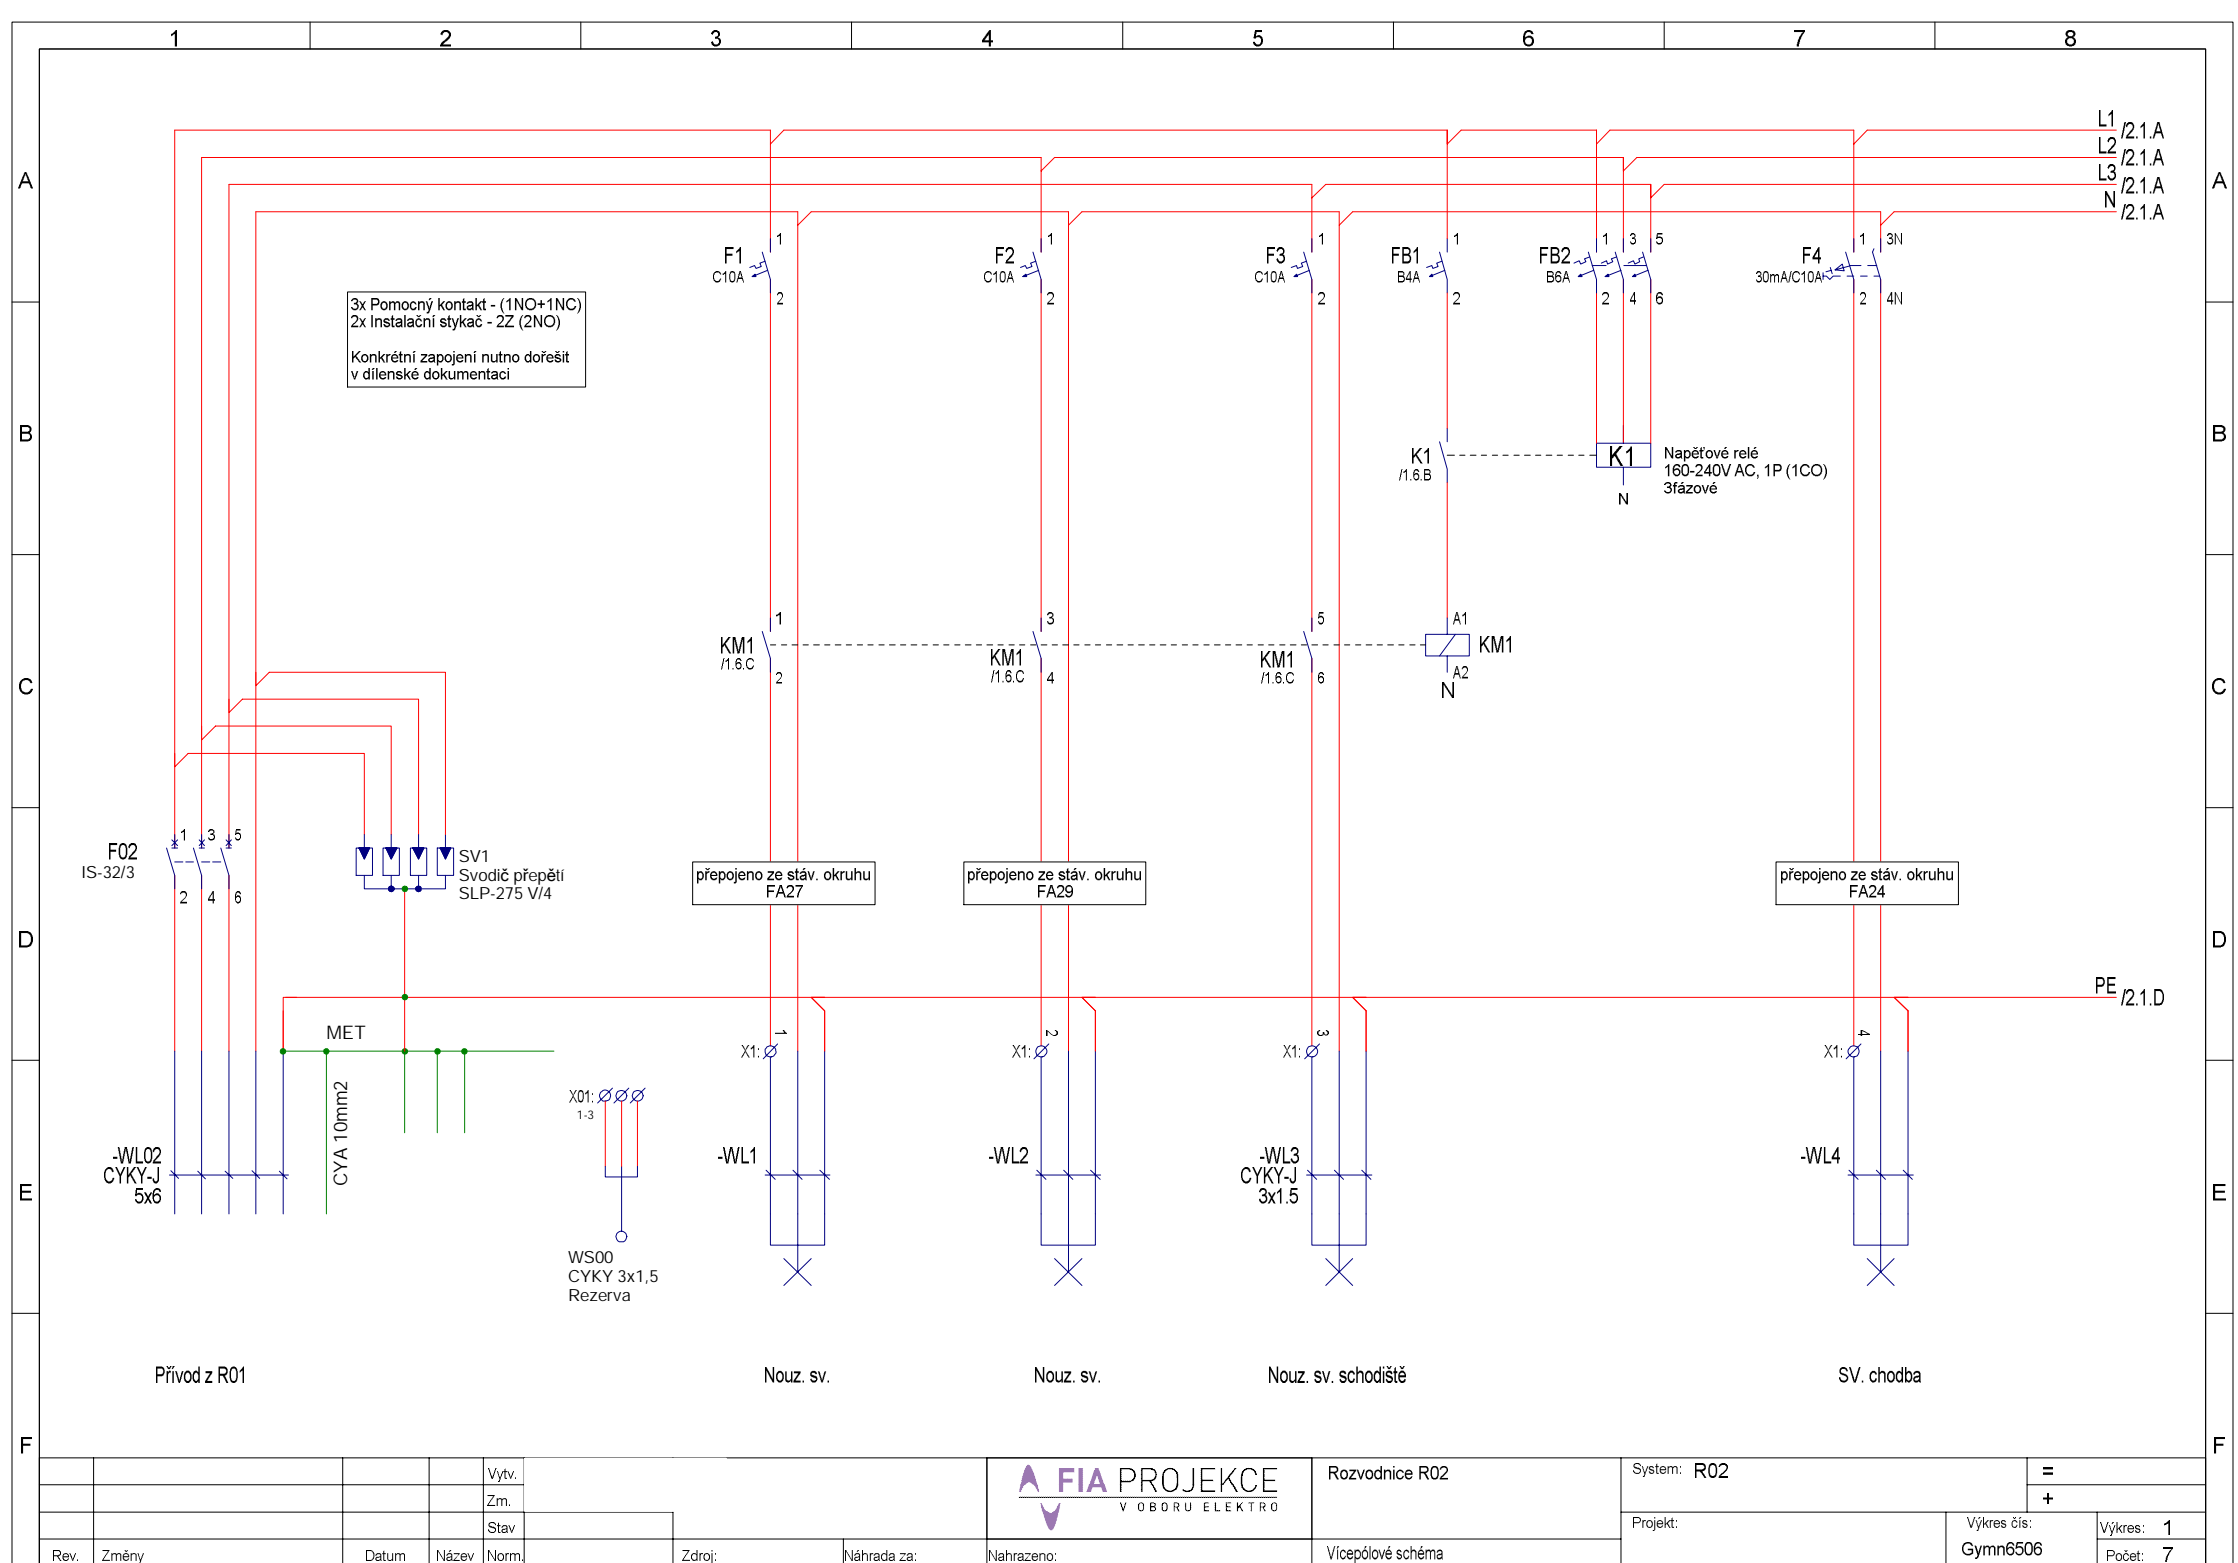 1 2 3 4 5 6 7 8
L1 /2.1.A
L2 /2.1.A
L3 /2.1.A
N /2.1.A
A A
1 1 1 1 1 3 5 1 3N
F1 F2 F3 FB1 FB2 F4
C10A C10A C10A B4A B6A 30mA/C10A
2 2 2 2 2 4 6 2 4N
3x Pomocný kontakt - (1NO+1NC)
2x Instalační stykač - 2Z (2NO)
Konkrétní zapojení nutno dořešit
v dílenské dokumentaci
B B
K1
/1.6.B
K1
N
Napěťové relé
160-240V AC, 1P (1CO)
3fázové
1 3 5 A1
KM1
/1.6.C
2
KM1
/1.6.C
4
KM1
/1.6.C
6
KM1
A2
N
C C
1 3 5
F02
IS-32/3
2 4 6
SV1
Svodič přepětí
SLP-275 V/4
přepojeno ze stáv. okruhu
FA27
přepojeno ze stáv. okruhu
FA29
přepojeno ze stáv. okruhu
FA24
D D
PE /2.1.D
MET
CYA 10mm2
X1: 1
X1: 2
X1: 3
X1: 4
X01:
1-3
-WL02
CYKY-J
5x6
-WL1
-WL2
-WL3
CYKY-J
3x1.5
-WL4
E E
WS00
CYKY 3x1,5
Rezerva
Přívod z R01
Nouz. sv.
Nouz. sv.
Nouz. sv. schodiště
SV. chodba
F F
Vytv.
Zm.
Stav
Rev. Změny Datum Název Norm.
Zdroj: Náhrada za: Nahrazeno:
FIA PROJEKCE
V OBORU ELEKTRO
Rozvodnice R02
Vícepólové schéma
System: R02
=
+
Projekt:
Výkres čís:
Gymn6506
Výkres: 1
Počet: 7